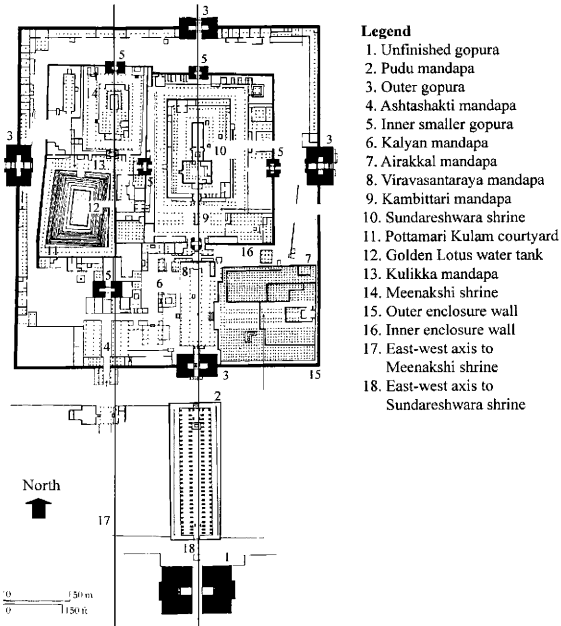 3
5
5
14
3
10
3
13
5
5
12
9
11
16
7
8
5
6
4
3
15
2
North
17
18
1
0 50 m
0 150 ft
Legend
1. Unfinished gopura
2. Pudu mandapa
3. Outer gopura
4. Ashtashakti mandapa
5. Inner smaller gopura
6. Kalyan mandapa
7. Airakkal mandapa
8. Viravasantaraya mandapa
9. Kambittari mandapa
10. Sundareshwara shrine
11. Pottamari Kulam courtyard
12. Golden Lotus water tank
13. Kulikka mandapa
14. Meenakshi shrine
15. Outer enclosure wall
16. Inner enclosure wall
17. East-west axis to
Meenakshi shrine
18. East-west axis to
Sundareshwara shrine